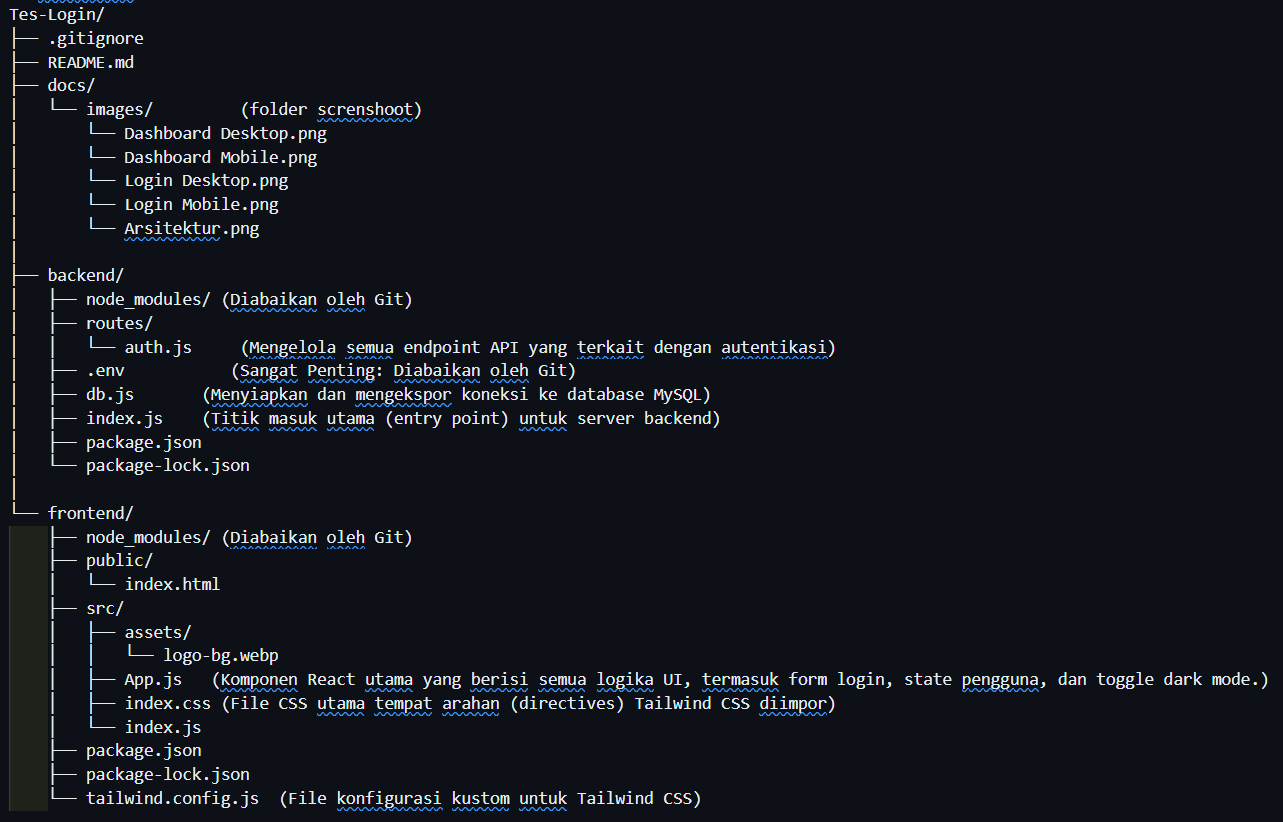 Tes-Login/
├── .gitignore
├── README.md
├── docs/
│   └── images/         (folder screnshoot)
│       └── Dashboard Desktop.png
│       └── Dashboard Mobile.png
│       └── Login Desktop.png
│       └── Login Mobile.png
│       └── Arsitektur.png
│
├── backend/
│   ├── node_modules/ (Diabaikan oleh Git)
│   ├── routes/
│   │   └── auth.js     (Mengelola semua endpoint API yang terkait dengan autentikasi)
│   ├── .env           (Sangat Penting: Diabaikan oleh Git)
│   ├── db.js       (Menyiapkan dan mengekspor koneksi ke database MySQL)
│   ├── index.js    (Titik masuk utama (entry point) untuk server backend)
│   ├── package.json
│   └── package-lock.json
│
└── frontend/
    ├── node_modules/ (Diabaikan oleh Git)
    ├── public/
    │   └── index.html
    ├── src/
    │   ├── assets/
    │   │   └── logo-bg.webp
    │   ├── App.js   (Komponen React utama yang berisi semua logika UI, termasuk form login, state pengguna, dan toggle dark mode.)
    │   ├── index.css (File CSS utama tempat arahan (directives) Tailwind CSS diimpor)
    │   └── index.js
    ├── package.json
    ├── package-lock.json
    └── tailwind.config.js  (File konfigurasi kustom untuk Tailwind CSS)